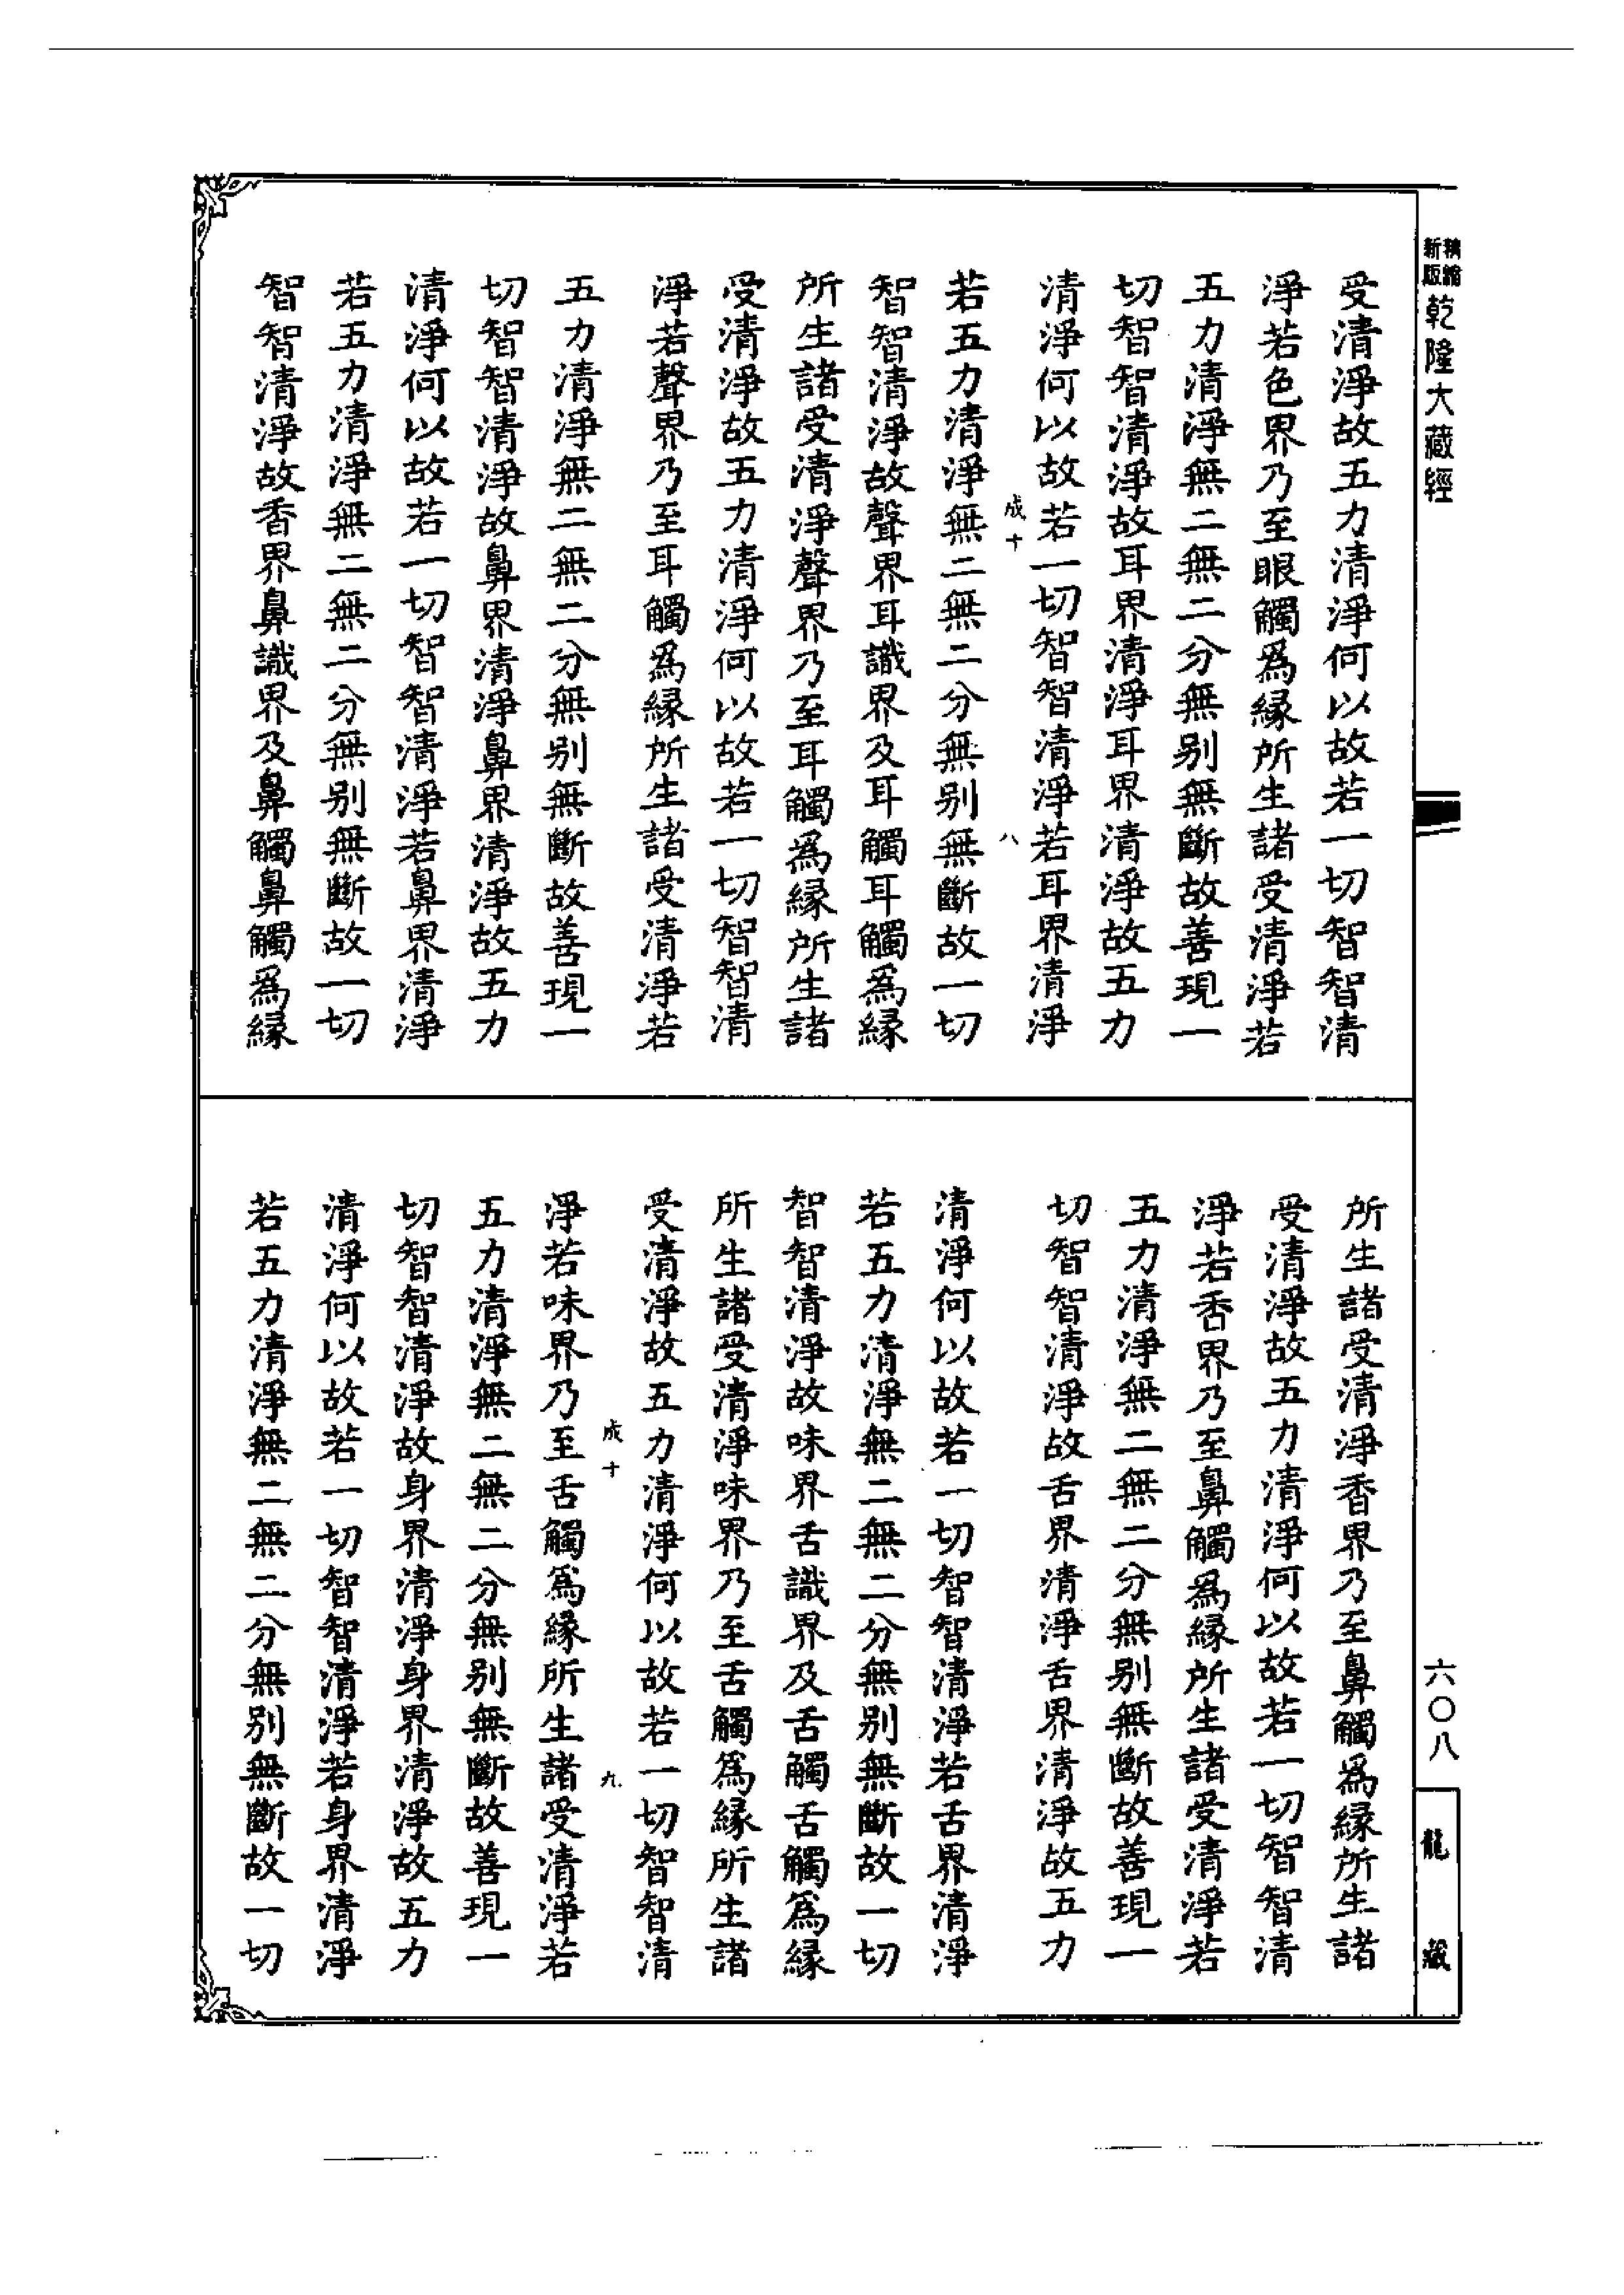 精縮新版乾隆大藏經
受清淨故五力清淨何以故若一切智智清
淨若色界乃至眼觸為緣所生諸受清淨若
五力清淨無二無二分無別無斷故善現一
切智智清淨故耳界清淨耳界清淨故五力
清淨何以故若一切智智清淨若耳界清淨
成十 八
若五力清淨無二無二分無別無斷故一切
智智清淨故聲界耳識界及耳觸耳觸為緣
所生諸受清淨聲界乃至耳觸為緣所生諸
受清淨故五力清淨何以故若一切智智清
淨若聲界乃至耳觸為緣所生諸受清淨若
五力清淨無二無二分無別無斷故善現一
切智智清淨故鼻界清淨鼻界清淨故五力
清淨何以故若一切智智清淨若鼻界清淨
若五力清淨無二無二分無別無斷故一切
智智清淨故香界鼻識界及鼻觸鼻觸為緣
所生諸受清淨香界乃至鼻觸為緣所生諸
受清淨故五力清淨何以故若一切智智清
淨若香界乃至鼻觸為緣所生諸受清淨若
五力清淨無二無二分無別無斷故善現一
切智智清淨故舌界清淨舌界清淨故五力
清淨何以故若一切智智清淨若舌界清淨
若五力清淨無二無二分無別無斷故一切
智智清淨故味界舌識界及舌觸舌觸為緣
所生諸受清淨味界乃至舌觸為緣所生諸
受清淨故五力清淨何以故若一切智智清
成十 九
淨若味界乃至舌觸為緣所生諸受清淨若
五力清淨無二無二分無別無斷故善現一
切智智清淨故身界清淨身界清淨故五力
清淨何以故若一切智智清淨若身界清淨
若五力清淨無二無二分無別無斷故一切
六〇八
龍藏